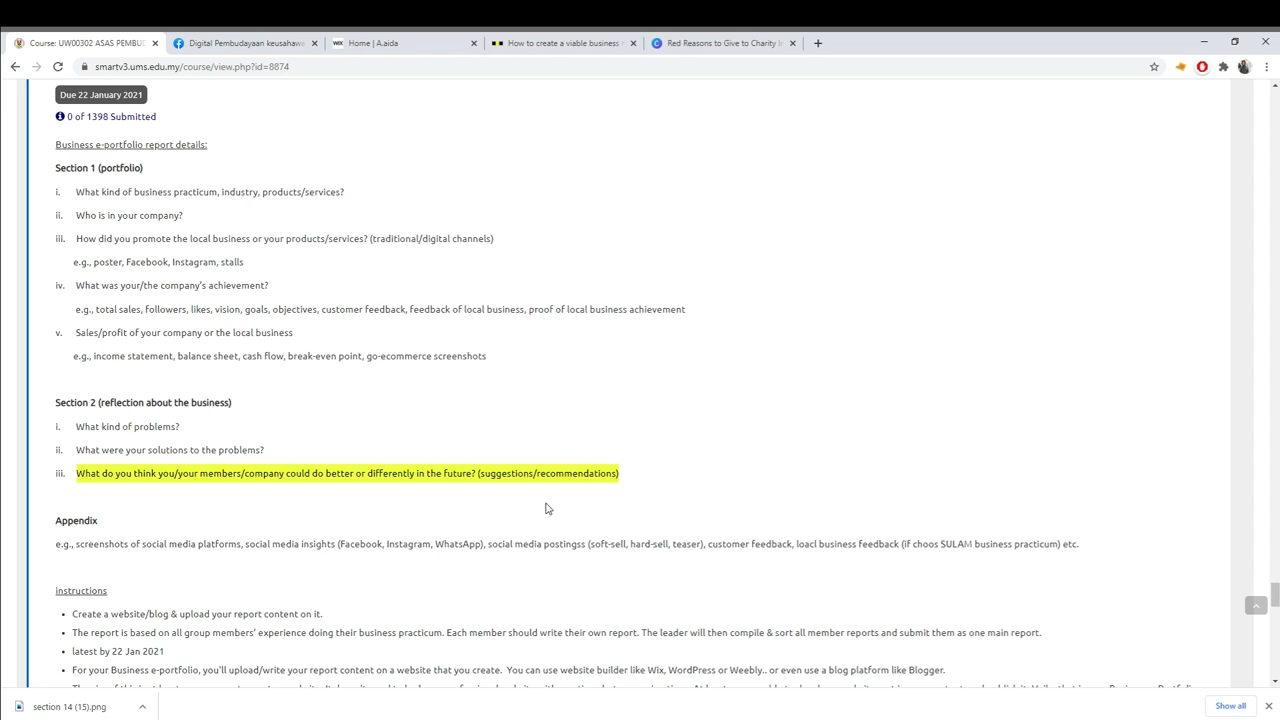 Course: UW00302 ASAS PEMBU
Digital Pembudayaan keusahawa
WIX Home | A.aida
How to create a viable business
Red Reasons to Give to Charity In
smartv3.ums.edu.my/course/view.php?id=8874
Due 22 January 2021
0 of 1398 Submitted
Business e-portfolio report details:
Section 1 (portfolio)
i. What kind of business practicum, industry, products/services?
ii. Who is in your company?
iii. How did you promote the local business or your products/services? (traditional/digital channels)
e.g., poster, Facebook, Instagram, stalls
iv. What was your/the company's achievement?
e.g., total sales, followers, likes, vision, goals, objectives, customer feedback, feedback of local business, proof of local business achievement
v. Sales/profit of your company or the local business
e.g., income statement, balance sheet, cash flow, break-even point, go-ecommerce screenshots
Section 2 (reflection about the business)
i. What kind of problems?
ii. What were your solutions to the problems?
iii. What do you think you/your members/company could do better or differently in the future? (suggestions/recommendations)
Appendix
e.g., screenshots of social media platforms, social media insights (Facebook, Instagram, WhatsApp), social media postingss (soft-sell, hard-sell, teaser), customer feedback, loacl business feedback (if choos SULAM business practicum) etc.
instructions
• Create a website/blog & upload your report content on it.
• The report is based on all group members' experience doing their business practicum. Each member should write their own report. The leader will then compile & sort all member reports and submit them as one main report.
• latest by 22 Jan 2021
• For your Business e-portfolio, you'll upload/write your report content on a website that you create. You can use website builder like Wix, WordPress or Weebly.. or even use a blog platform like Blogger.
section 14 (15).png
Show all